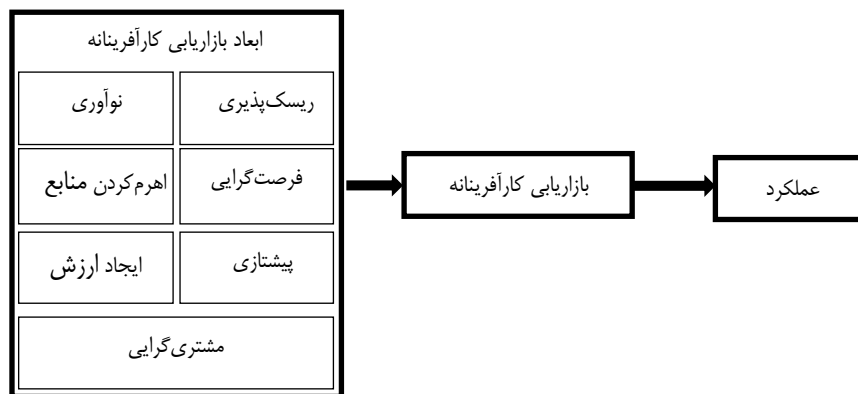 ابعاد بازاریابی کارآفرینانه
ریسک‌پذیری
نوآوری
فرصت‌گرایی
اهرم‌کردن منابع
پیشتازی
ایجاد ارزش
مشتری‌گرایی
بازاریابی کارآفرینانه
عملکرد